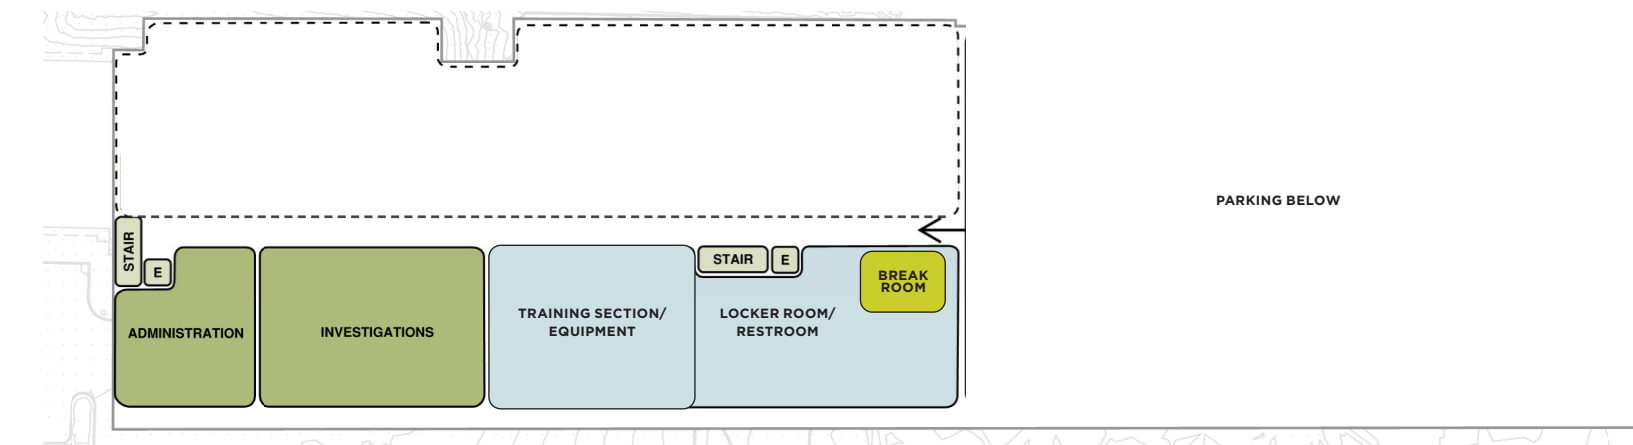 PARKING BELOW
STAIR
E
STAIR
E
BREAK
ROOM
ADMINISTRATION
INVESTIGATIONS
TRAINING SECTION/
EQUIPMENT
LOCKER ROOM/
RESTROOM